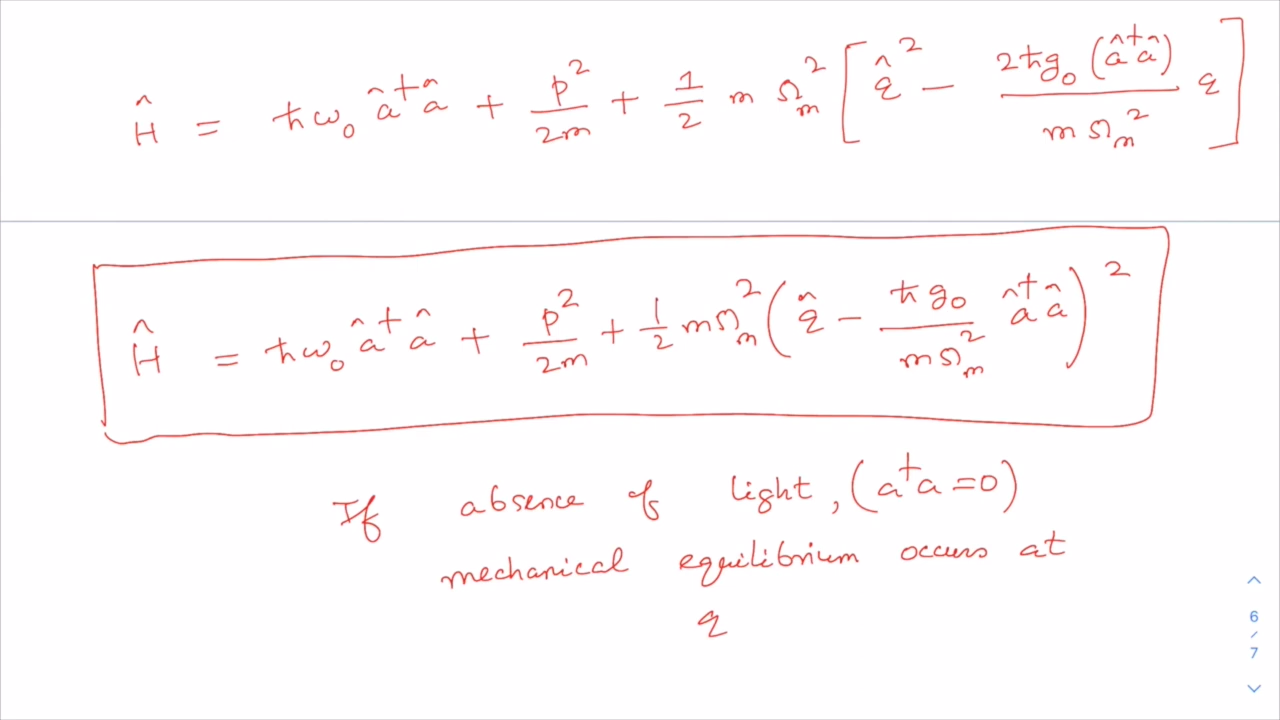 Ĥ = ħω₀ â†â + p²/2m + 1/2 m Ωₘ² [ q̂² − 2ħg₀ (â†â)/mΩₘ² q ]
Ĥ = ħω₀ â†â + p²/2m + 1/2 mΩₘ² ( q̂ − ħg₀/mΩₘ² â†â )²
If absence of light, (a†a = 0)
mechanical equilibrium occurs at
q
6
/
7